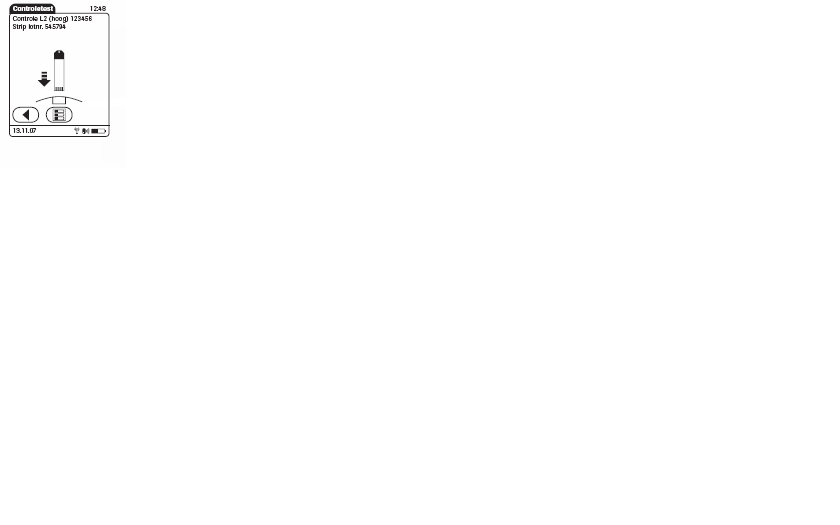 Controletest 12:48
Controle L2 (hoog) 123456
Strip lotnr. 545794
13.11.07